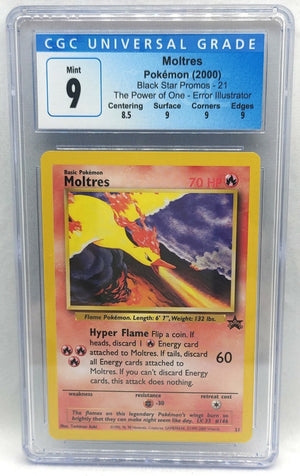 CGC UNIVERSAL GRADE
Mint
9
Moltres
Pokémon (2000)
Black Star Promos - 21
The Power of One - Error Illustrator
Centering Surface Corners Edges
8.5 9 9 9
Basic Pokémon
Moltres 70 HP
Flame Pokémon. Length: 6' 7", Weight: 132 lbs.
Hyper Flame Flip a coin. If
heads, discard 1 Energy card
attached to Moltres. If tails, discard
all Energy cards attached to
Moltres. If you can't discard energy
cards, this attack does nothing.
60
weakness resistance retreat cost
-30
The flames on this legendary Pokémon's wings burn so
brightly that they can make night seem like day. LV. 35 #146
21